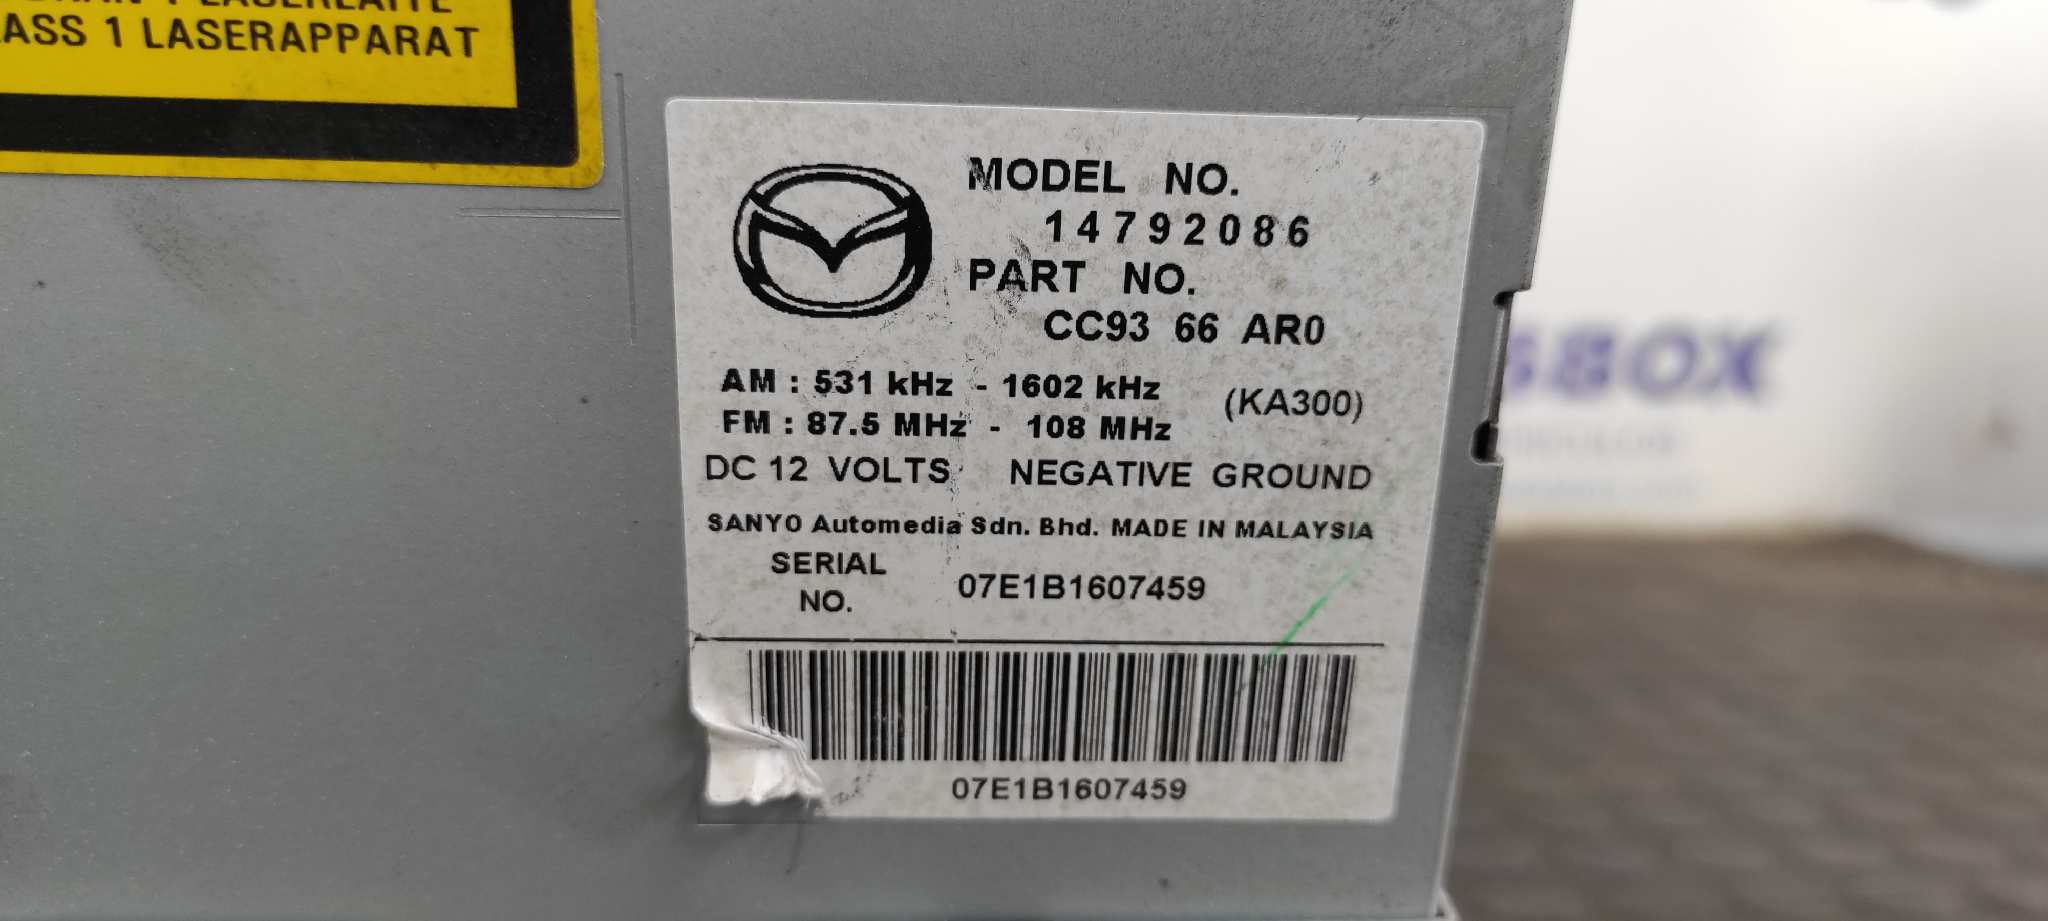 LASERLAITE
CLASS 1 LASERAPPARAT
MODEL NO.
14792086
PART NO.
CC93 66 AR0
AM : 531 kHz - 1602 kHz
(KA300)
FM : 87.5 MHz - 108 MHz
DC 12 VOLTS NEGATIVE GROUND
SANYO Automedia Sdn. Bhd. MADE IN MALAYSIA
SERIAL
NO.
07E1B1607459
07E1B1607459